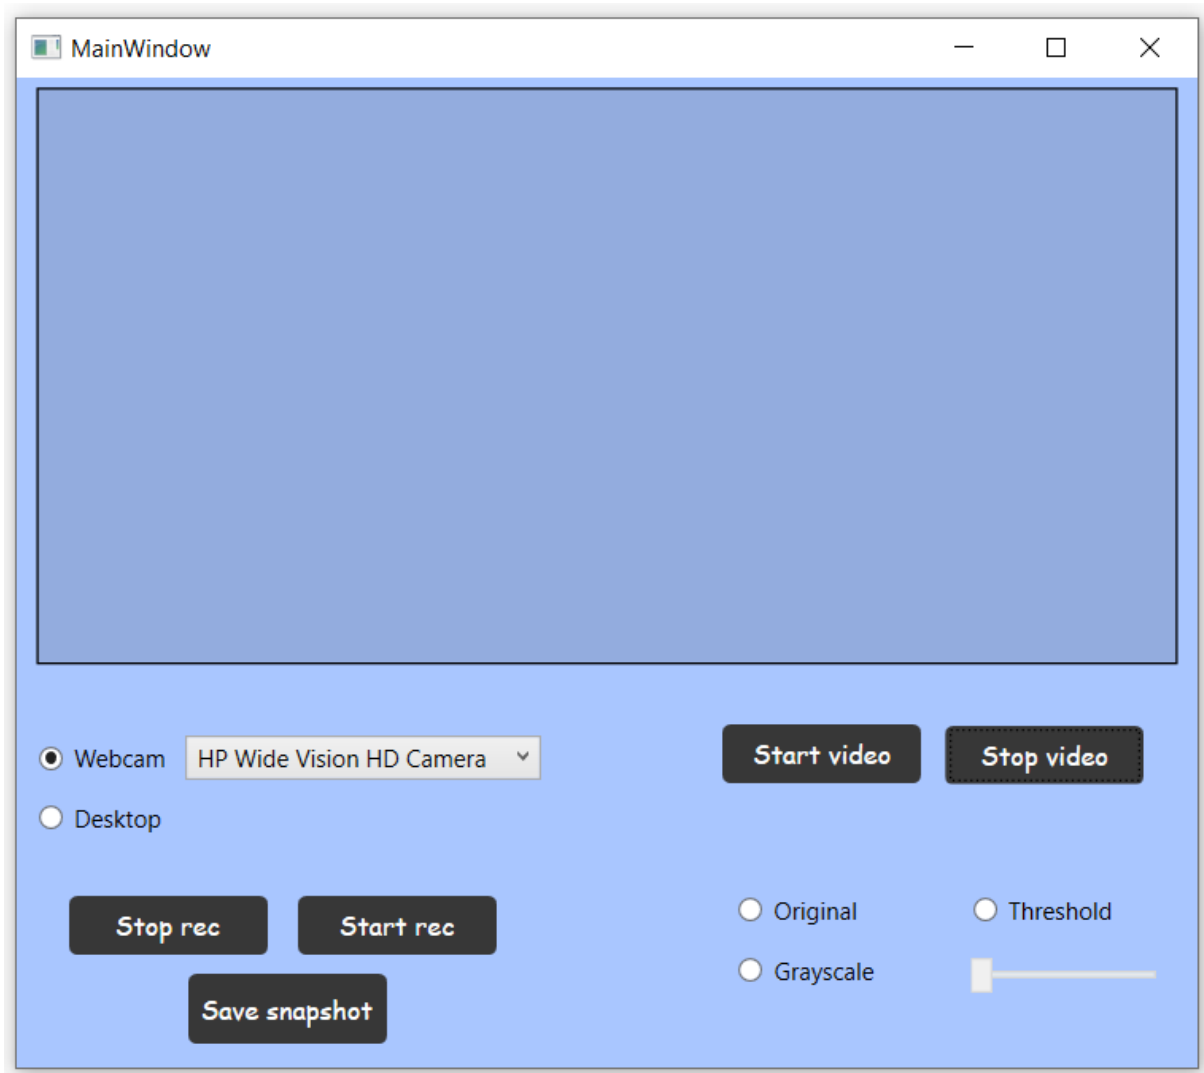 MainWindow
Webcam HP Wide Vision HD Camera
Start video Stop video
Desktop
Stop rec Start rec
Original Threshold
Grayscale
Save snapshot